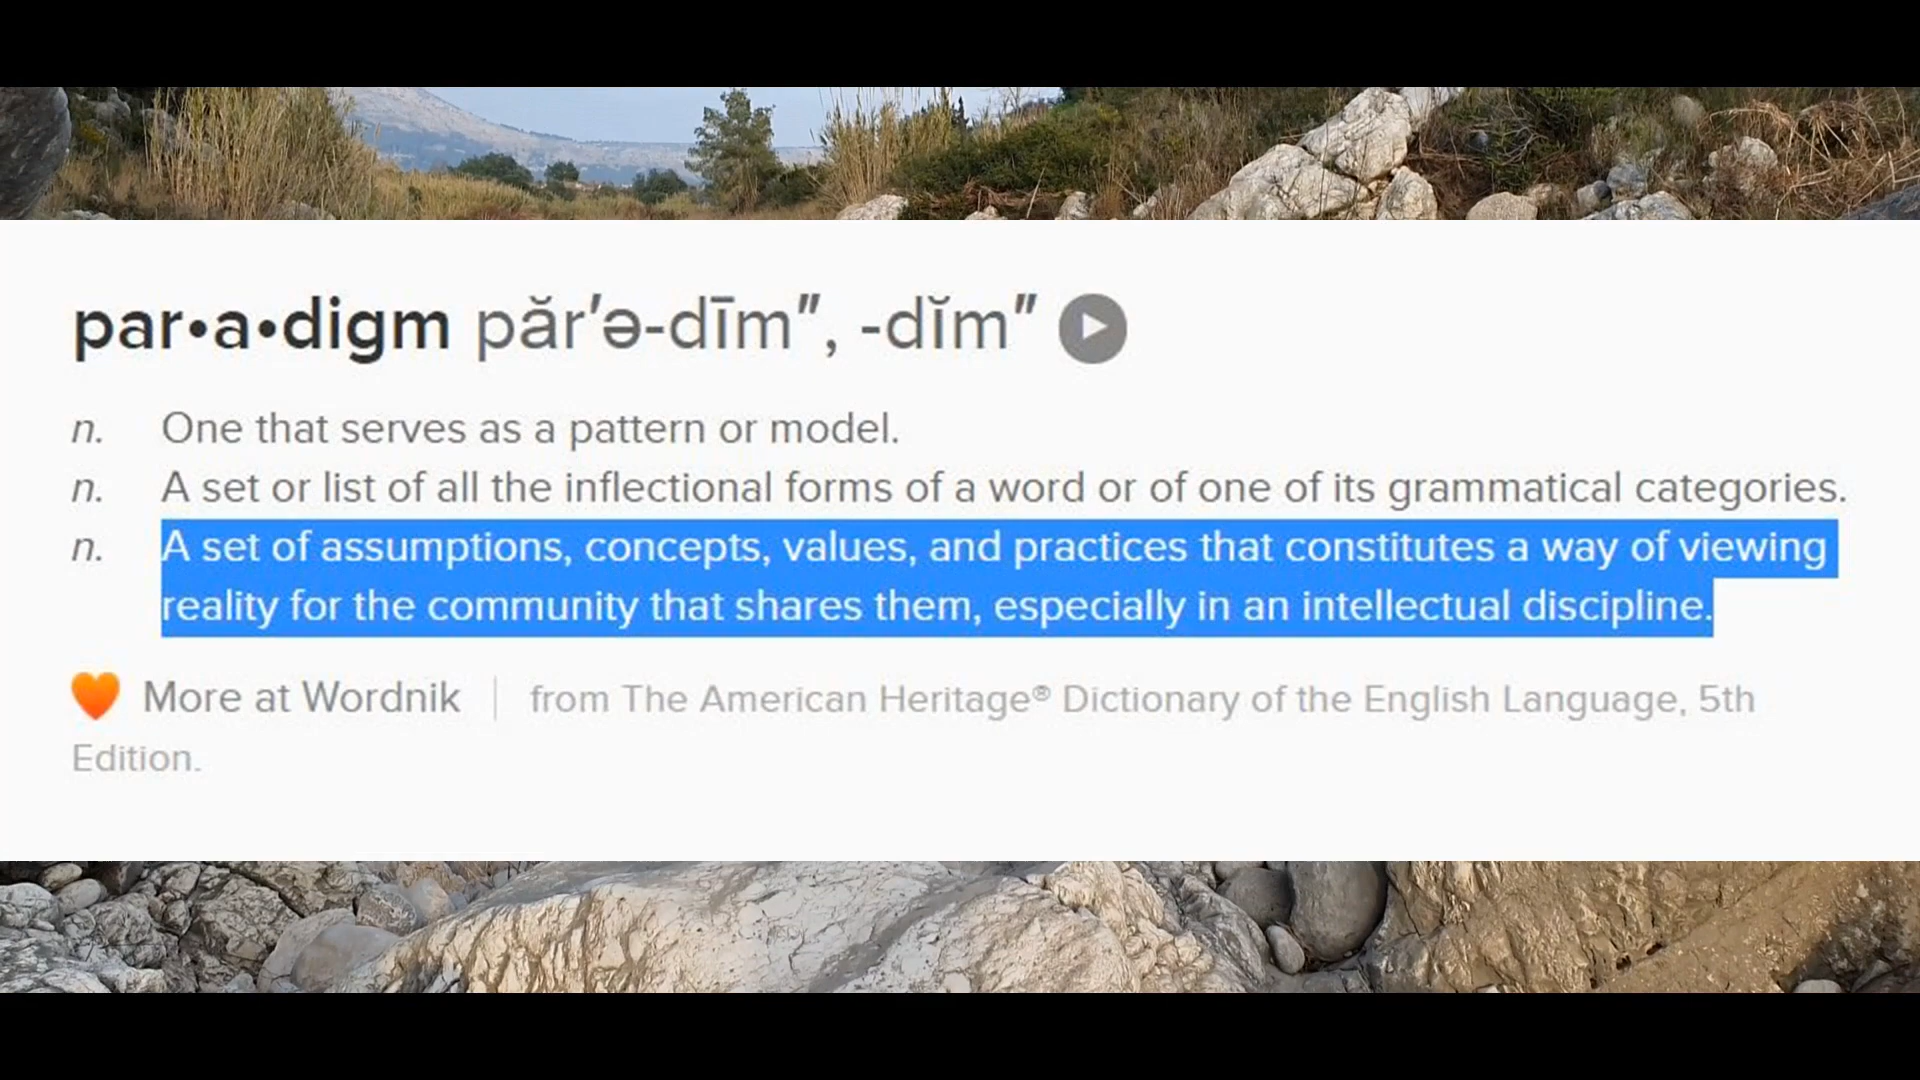 par•a•digm păr′ə-dīm″, -dĭm″
n. One that serves as a pattern or model.
n. A set or list of all the inflectional forms of a word or of one of its grammatical categories.
n. A set of assumptions, concepts, values, and practices that constitutes a way of viewing
reality for the community that shares them, especially in an intellectual discipline.
More at Wordnik | from The American Heritage® Dictionary of the English Language, 5th
Edition.